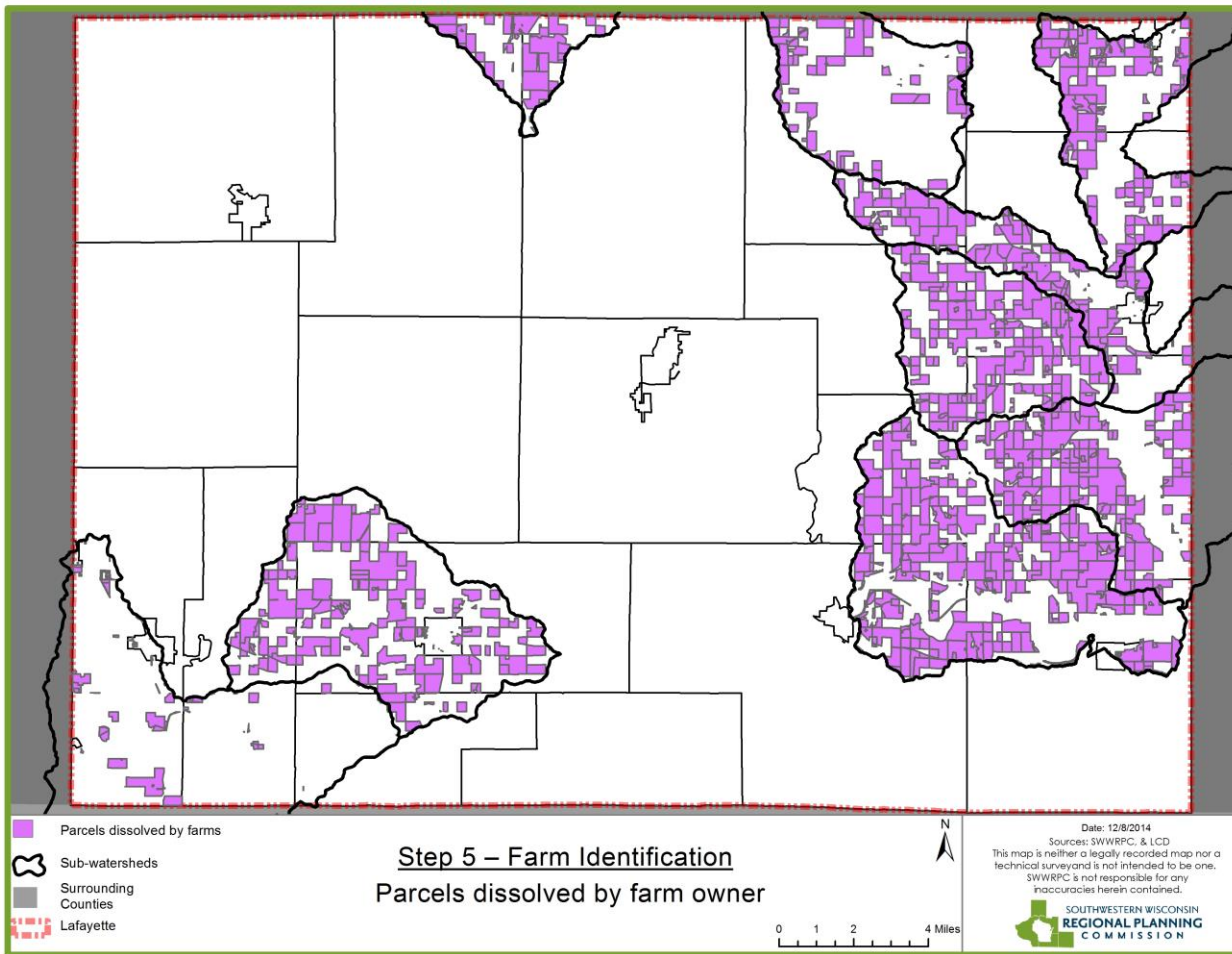 Parcels dissolved by farms
Sub-watersheds
Surrounding
Counties
Lafayette
Step 5 – Farm Identification
Parcels dissolved by farm owner
N
0 1 2 4 Miles
Date: 12/8/2014
Sources: SWWRPC, & LCD
This map is neither a legally recorded map nor a
technical surveyand is not intended to be one.
SWWRPC is not responsible for any
inaccuracies herein contained.
SOUTHWESTERN WISCONSIN
REGIONAL PLANNING
COMMISSION